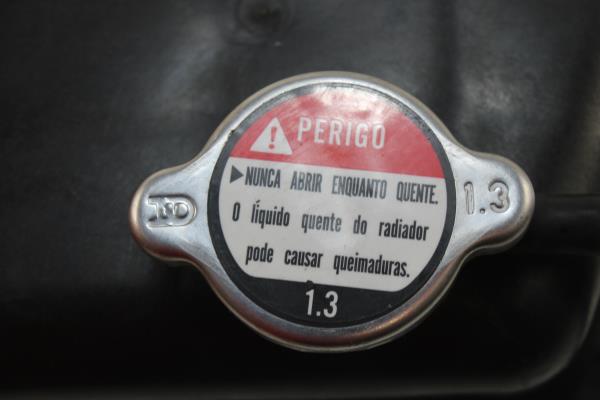 PERIGO
NUNCA ABRIR ENQUANTO QUENTE.
O líquido quente do radiador
pode causar queimaduras.
1.3
1.3